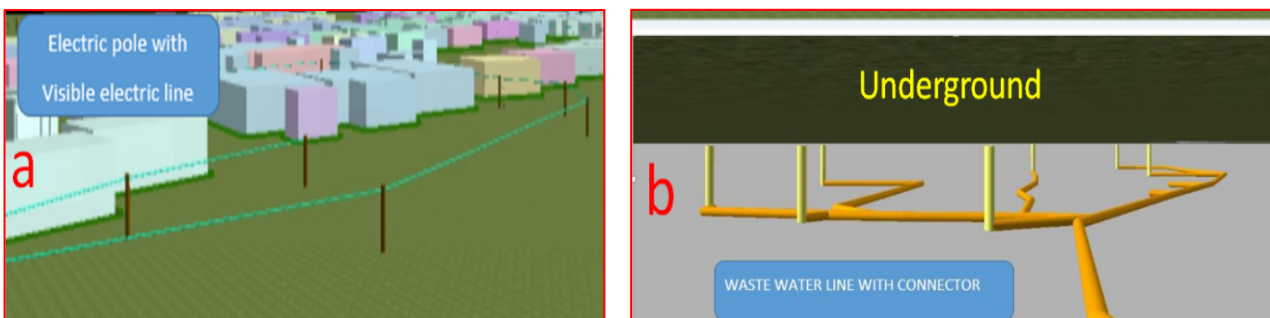 Electric pole with
Visible electric line
a
Underground
b
WASTE WATER LINE WITH CONNECTOR